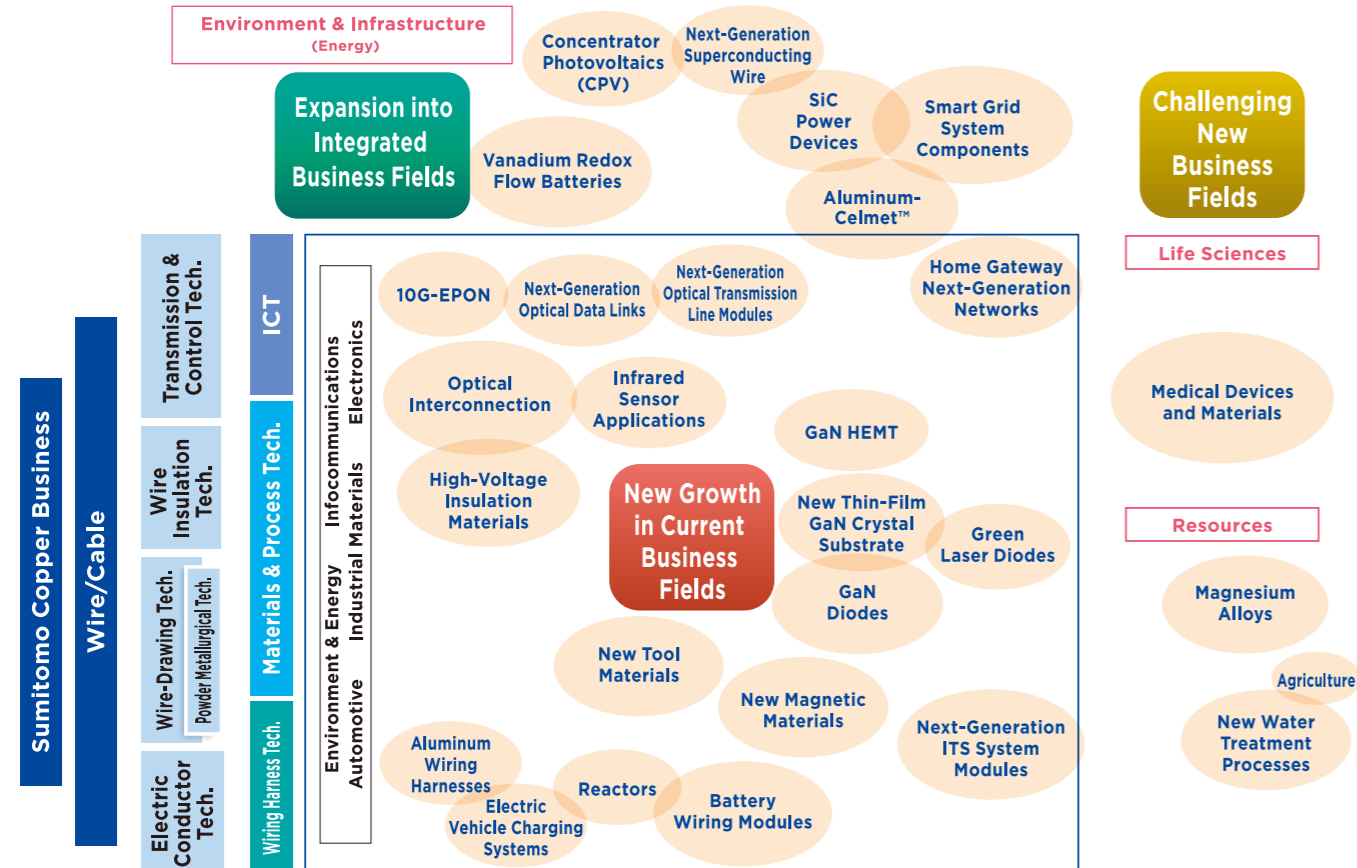 Environment & Infrastructure
(Energy)
Concentrator
Photovoltaics
(CPV)
Next-Generation
Superconducting
Wire
Expansion into
Integrated
Business Fields
Vanadium Redox
Flow Batteries
SiC
Power
Devices
Smart Grid
System
Components
Aluminum-
Celmet™
Challenging
New
Business
Fields
Sumitomo Copper Business
Wire/Cable
Transmission &
Control Tech.
Wire
Insulation
Tech.
Wire-Drawing Tech.
Powder Metallurgical Tech.
Electric
Conductor
Tech.
ICT
Materials & Process Tech.
Wiring Harness Tech.
Environment & Energy Infocommunications
Automotive Industrial Materials Electronics
10G-EPON
Next-Generation
Optical Data Links
Next-Generation
Optical Transmission
Line Modules
Home Gateway
Next-Generation
Networks
Optical
Interconnection
Infrared
Sensor
Applications
GaN HEMT
High-Voltage
Insulation
Materials
New Growth
in Current
Business
Fields
New Thin-Film
GaN Crystal
Substrate
Green
Laser Diodes
GaN
Diodes
New Tool
Materials
New Magnetic
Materials
Next-Generation
ITS System
Modules
Aluminum
Wiring
Harnesses
Electric
Vehicle Charging
Systems
Reactors
Battery
Wiring Modules
Life Sciences
Medical Devices
and Materials
Resources
Magnesium
Alloys
Agriculture
New Water
Treatment
Processes